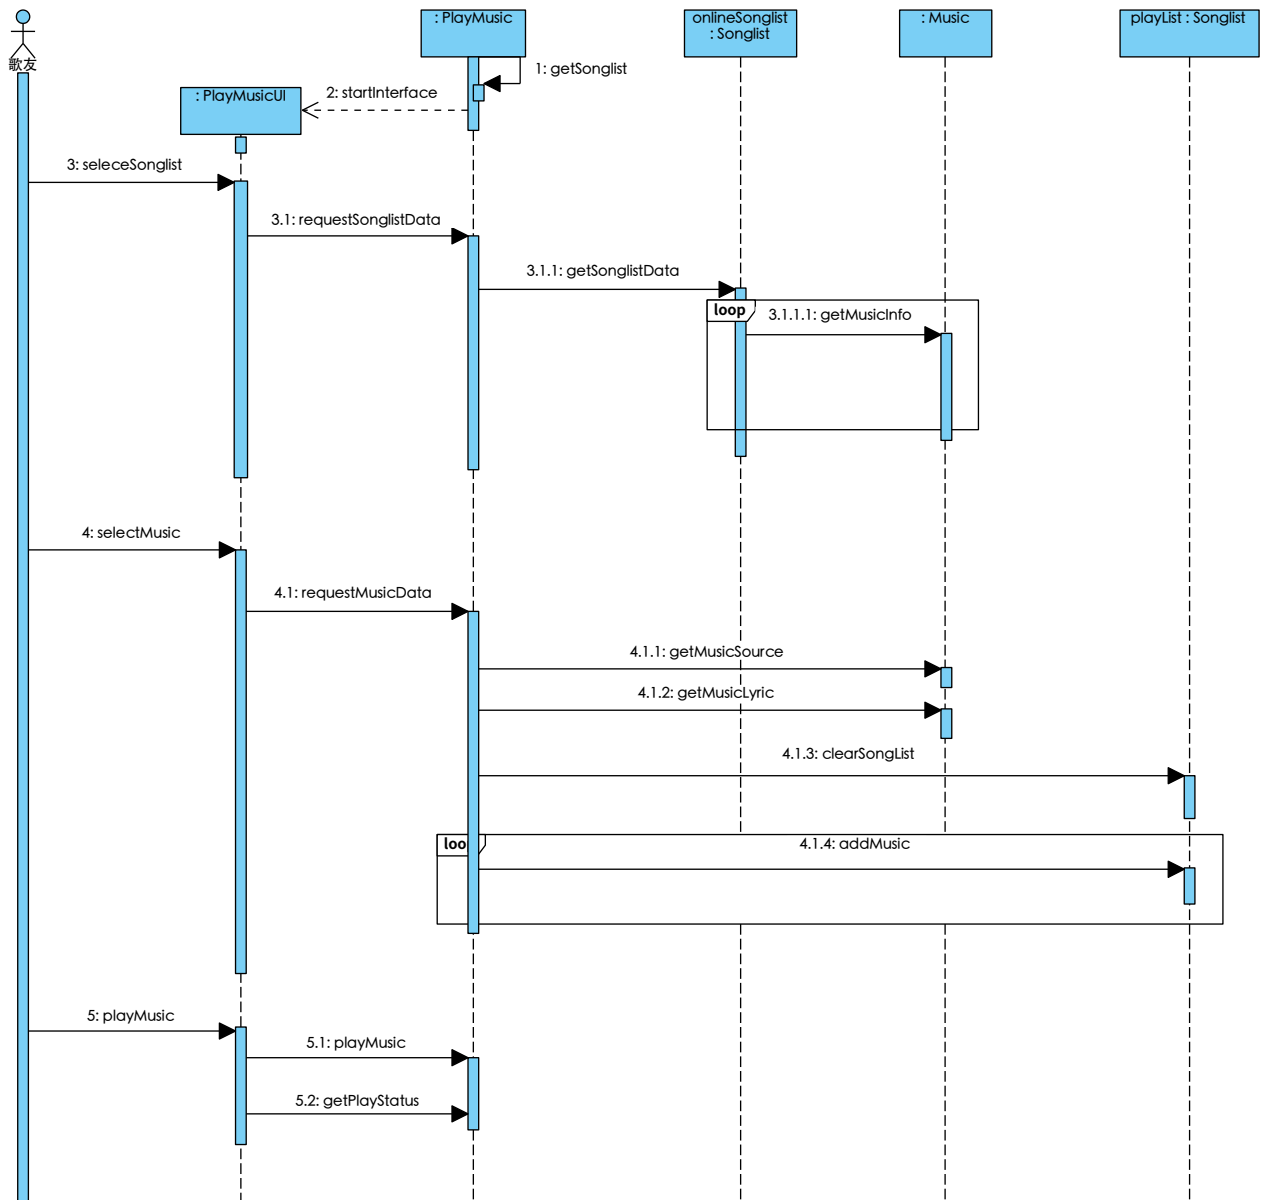 歌友
: PlayMusic
onlineSonglist
: Songlist
: Music
playList : Songlist
1: getSonglist
2: startInterface
: PlayMusicUI
3: seleceSonglist
3.1: requestSonglistData
3.1.1: getSonglistData
loop
3.1.1.1: getMusicInfo
4: selectMusic
4.1: requestMusicData
4.1.1: getMusicSource
4.1.2: getMusicLyric
4.1.3: clearSongList
loop
4.1.4: addMusic
5: playMusic
5.1: playMusic
5.2: getPlayStatus